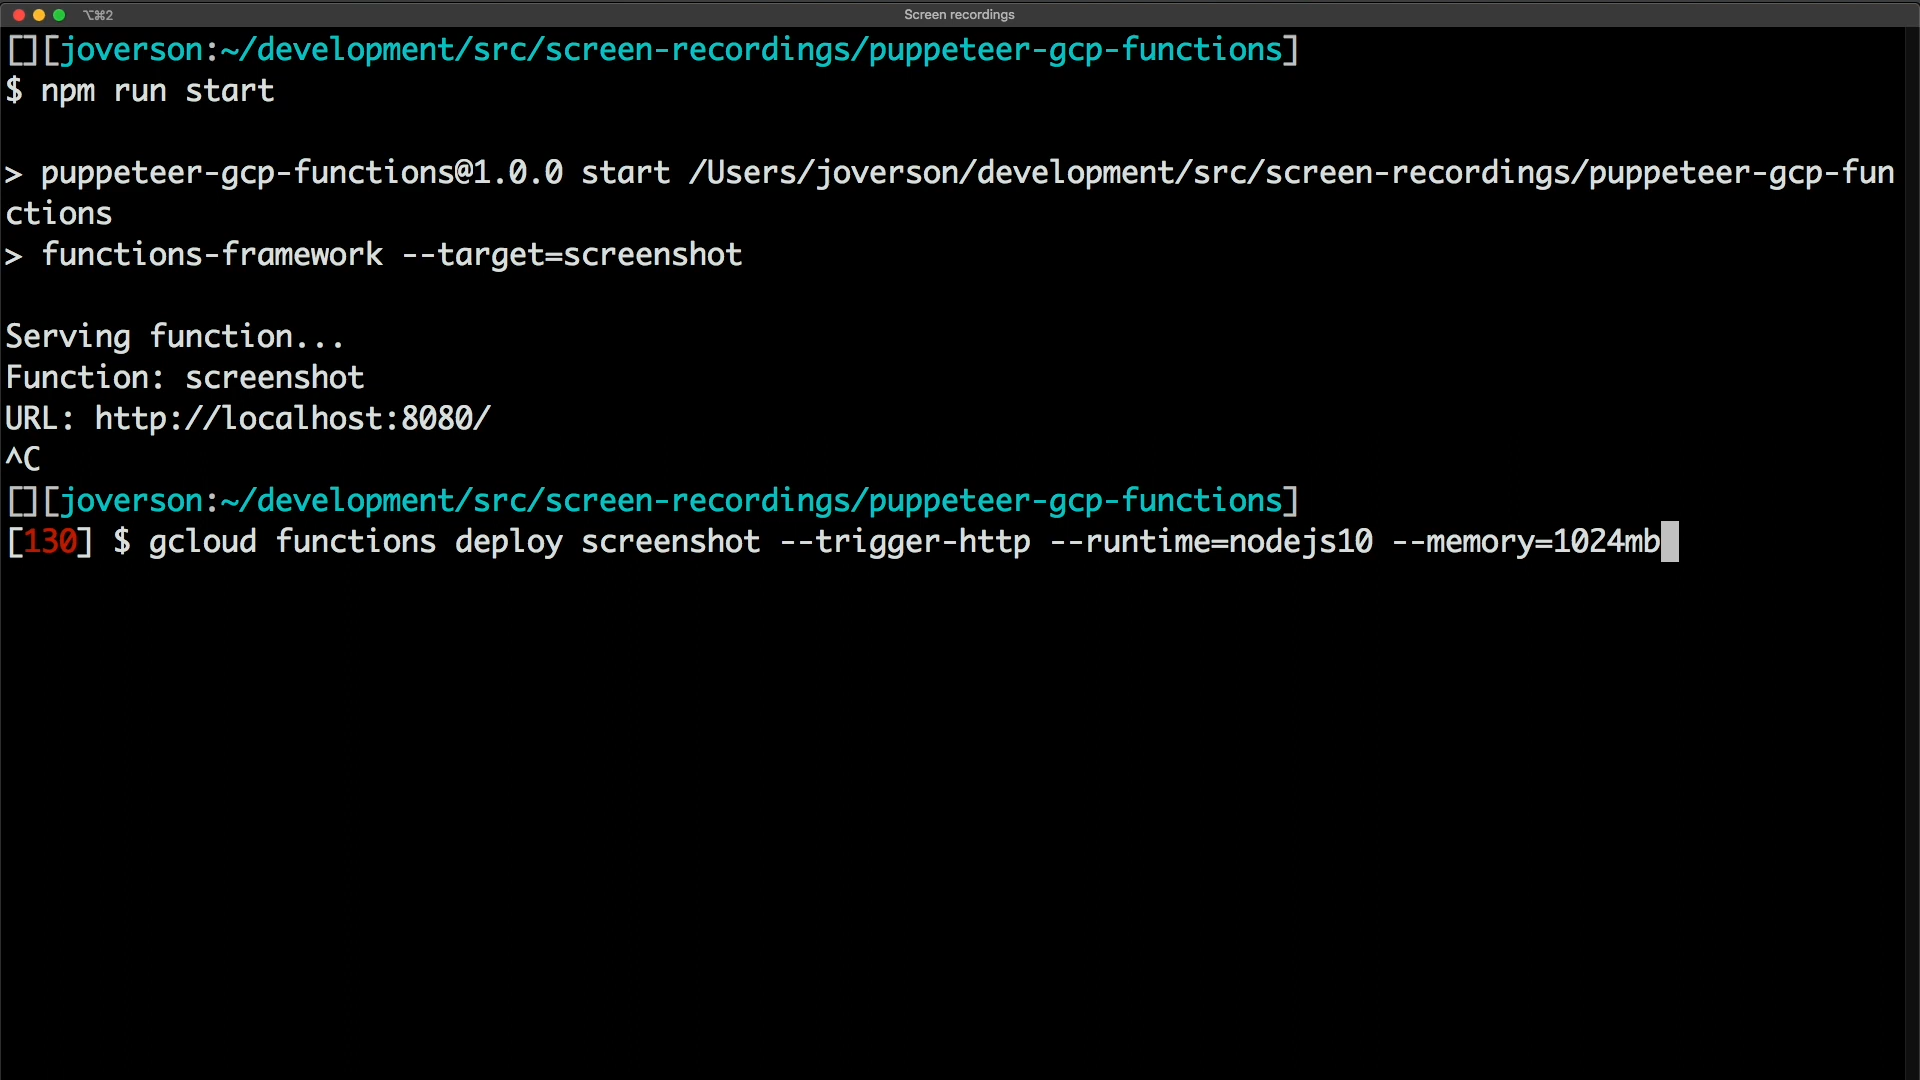 ⌥⌘2
Screen recordings
[][joverson:~/development/src/screen-recordings/puppeteer-gcp-functions]
$ npm run start
> puppeteer-gcp-functions@1.0.0 start /Users/joverson/development/src/screen-recordings/puppeteer-gcp-fun
ctions
> functions-framework --target=screenshot
Serving function...
Function: screenshot
URL: http://localhost:8080/
^C
[][joverson:~/development/src/screen-recordings/puppeteer-gcp-functions]
[130] $ gcloud functions deploy screenshot --trigger-http --runtime=nodejs10 --memory=1024mb